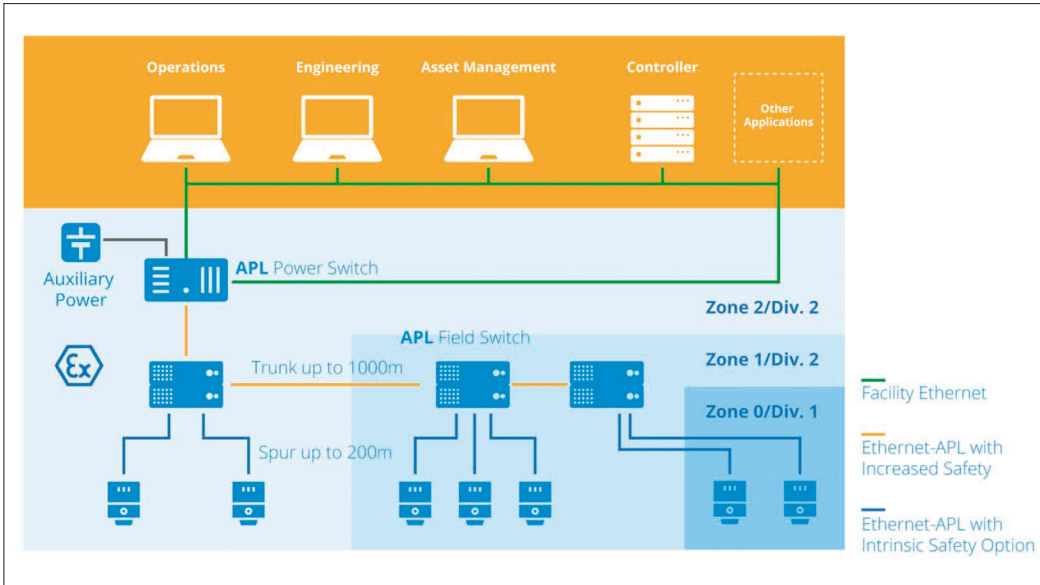 Operations
Engineering
Asset Management
Controller
Other
Applications
Auxiliary
Power
APL Power Switch
Zone 2/Div. 2
APL Field Switch
Zone 1/Div. 2
Ex
Trunk up to 1000m
Zone 0/Div. 1
Spur up to 200m
Facility Ethernet
Ethernet-APL with
Increased Safety
Ethernet-APL with
Intrinsic Safety Option